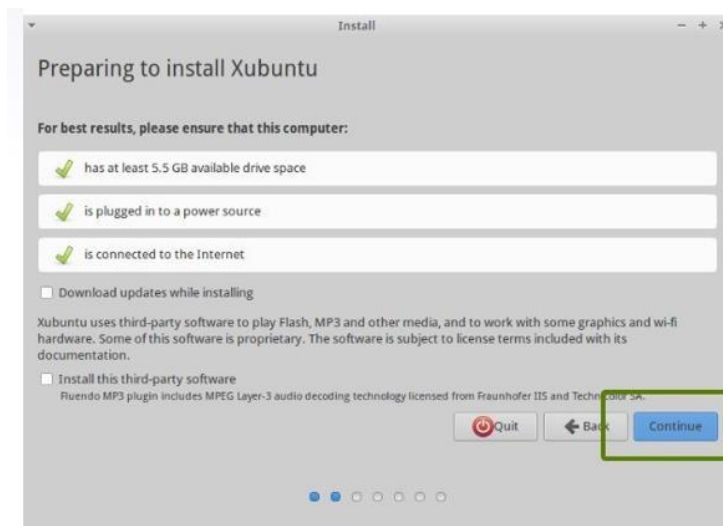 Install
Preparing to install Xubuntu
For best results, please ensure that this computer:
has at least 5.5 GB available drive space
is plugged in to a power source
is connected to the Internet
Download updates while installing
Xubuntu uses third-party software to play Flash, MP3 and other media, and to work with some graphics and wi-fi
hardware. Some of this software is proprietary. The software is subject to license terms included with its
documentation.
Install this third-party software
Fluendo MP3 plugin includes MPEG Layer-3 audio decoding technology licensed from Fraunhofer IIS and Technicolor SA.
Quit Back Continue